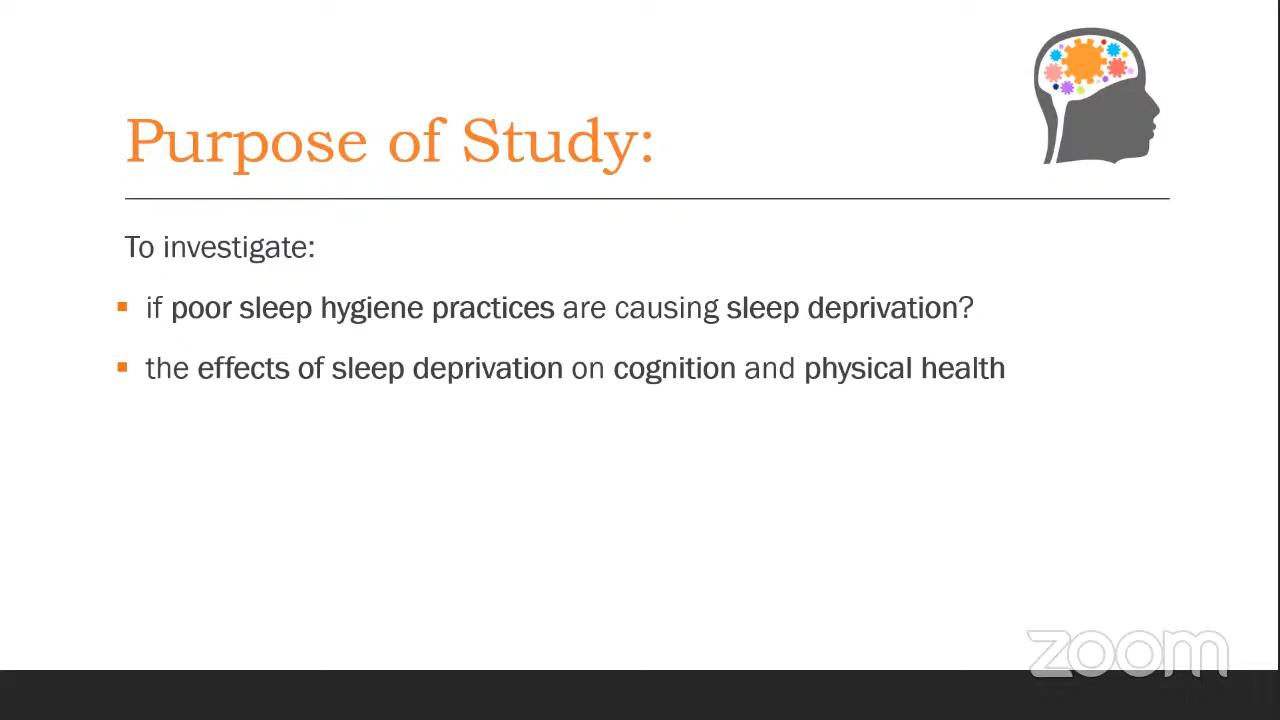 Purpose of Study:
To investigate:
if poor sleep hygiene practices are causing sleep deprivation?
the effects of sleep deprivation on cognition and physical health
zoom